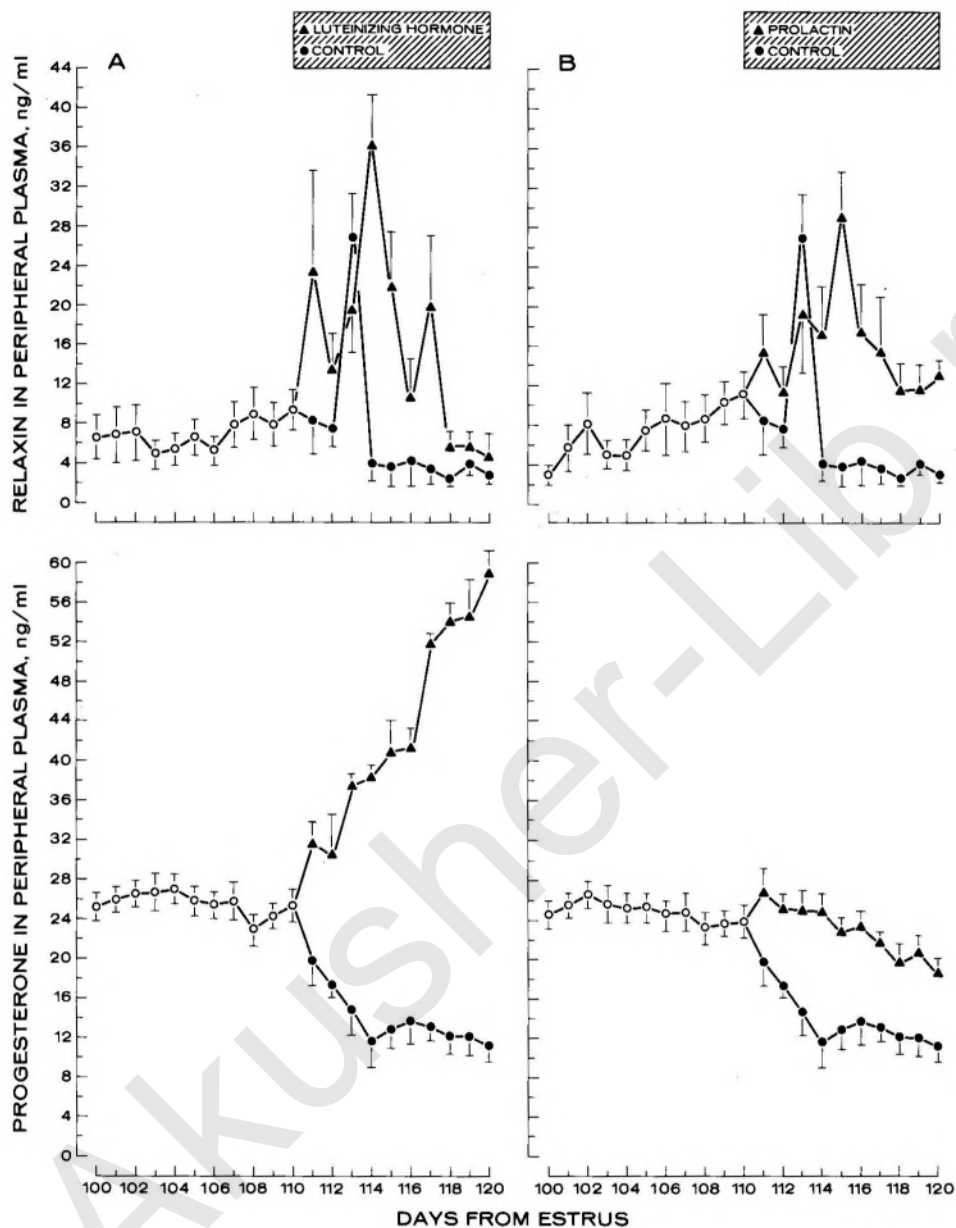 ▲ LUTEINIZING HORMONE
● CONTROL
▲ PROLACTIN
● CONTROL
A
B
RELAXIN IN PERIPHERAL PLASMA, ng/ml
44
40
36
32
28
24
20
16
12
8
4
0
PROGESTERONE IN PERIPHERAL PLASMA, ng/ml
60
56
52
48
44
40
36
32
28
24
20
16
12
8
4
0
100 102 104 106 108 110 112 114 116 118 120
100 102 104 106 108 110 112 114 116 118 120
DAYS FROM ESTRUS
Akusher-Lib